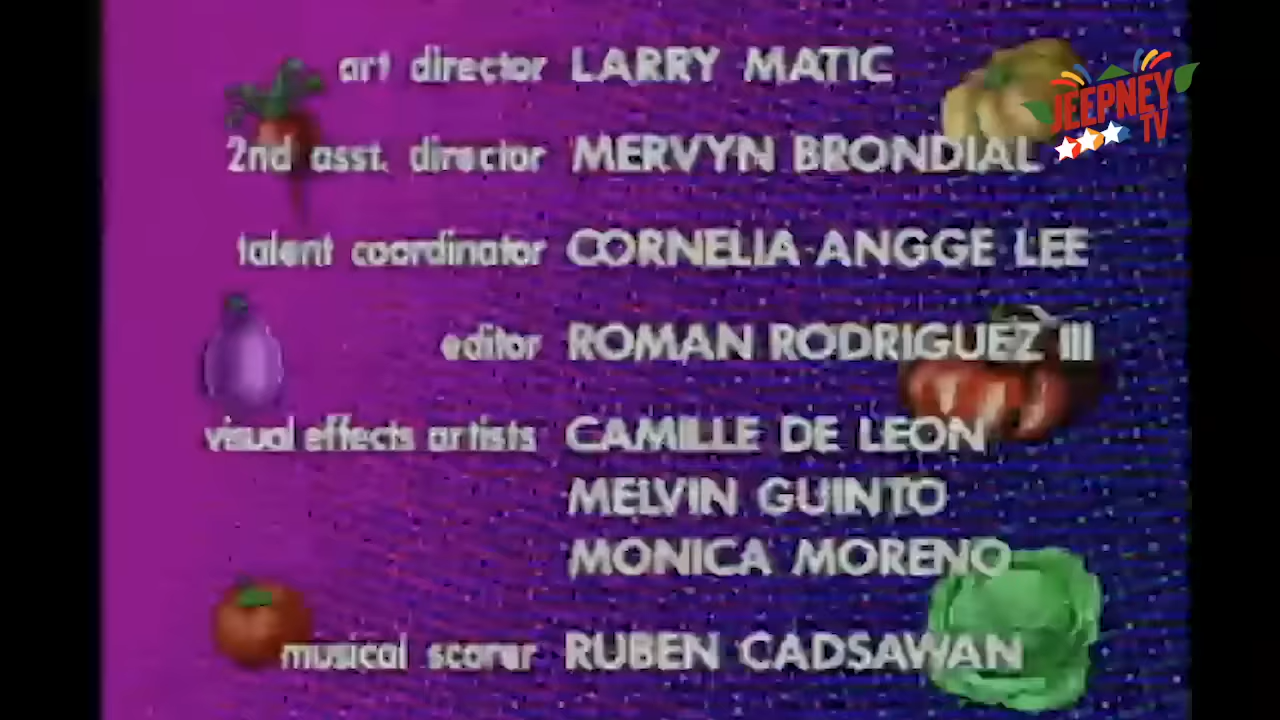 art director LARRY MATIC
JEEPNEY
TV
2nd asst. director MERVYN BRONDIAL
talent coordinator CORNELIA ANGGE LEE
editor ROMAN RODRIGUEZ III
visual effects artists CAMILLE DE LEON
MELVIN GUINTO
MONICA MORENO
musical scorer RUBEN CADSAWAN